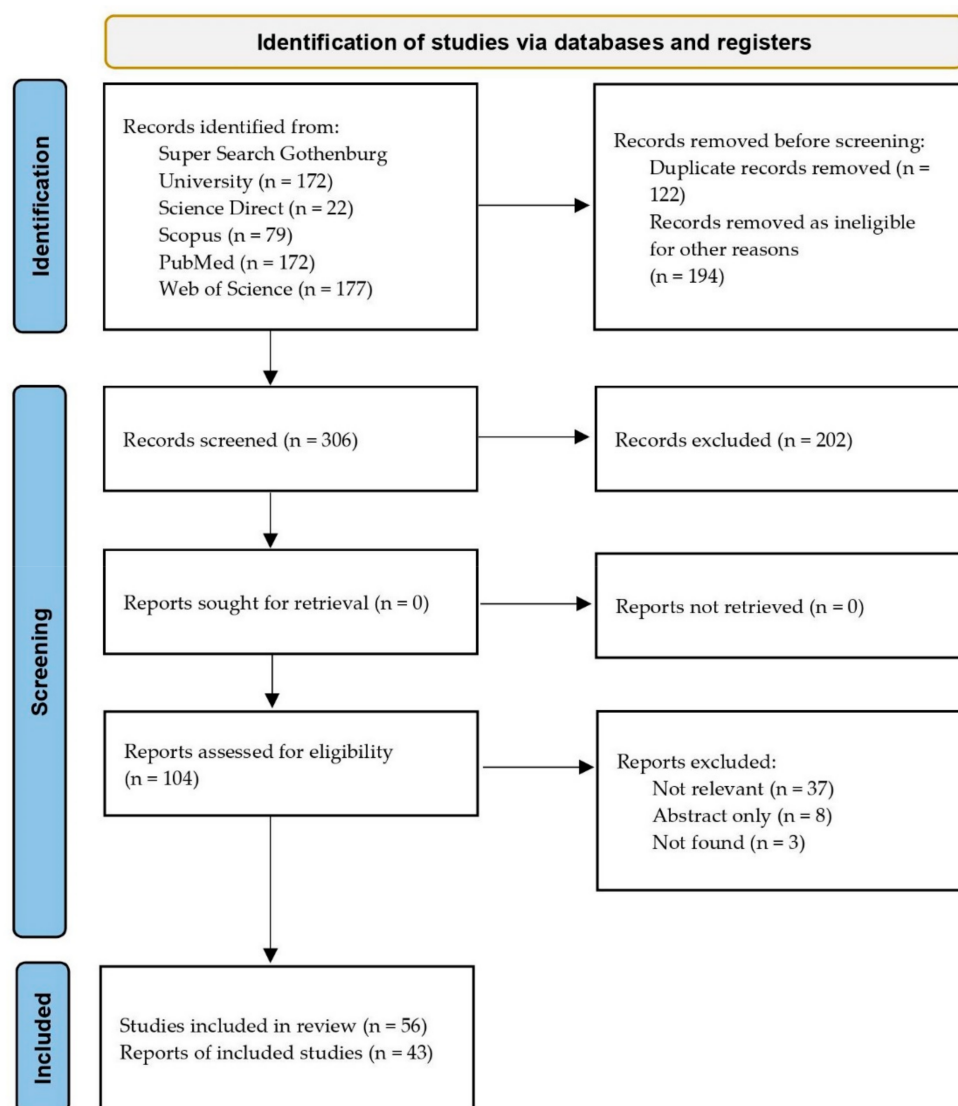 Identification of studies via databases and registers
Identification
Records identified from:
Super Search Gothenburg
University (n = 172)
Science Direct (n = 22)
Scopus (n = 79)
PubMed (n = 172)
Web of Science (n = 177)
Records removed before screening:
Duplicate records removed (n =
122)
Records removed as ineligible
for other reasons
(n = 194)
Screening
Records screened (n = 306)
Records excluded (n = 202)
Reports sought for retrieval (n = 0)
Reports not retrieved (n = 0)
Reports assessed for eligibility
(n = 104)
Reports excluded:
Not relevant (n = 37)
Abstract only (n = 8)
Not found (n = 3)
Included
Studies included in review (n = 56)
Reports of included studies (n = 43)